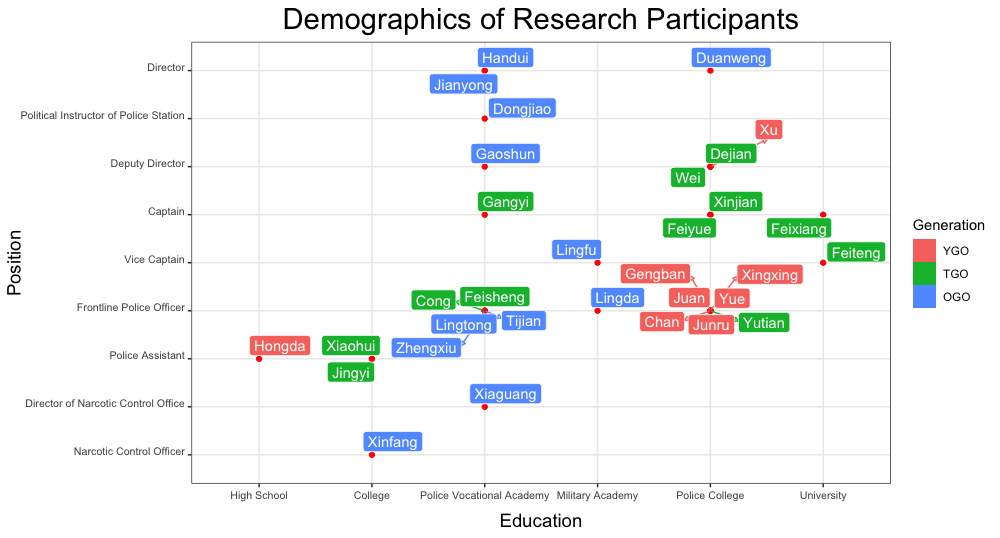 Demographics of Research Participants
Director
Handui
Duanweng
Jianyong
Political Instructor of Police Station
Dongjiao
Xu
Deputy Director
Gaoshun
Dejian
Wei
Captain
Gangyi
Xinjian
Feiyue
Feixiang
Vice Captain
Lingfu
Feiteng
Gengban
Xingxing
Frontline Police Officer
Cong
Feisheng
Lingda
Juan
Yue
Lingtong
Tijian
Chan
Junru
Yutian
Zhengxiu
Police Assistant
Hongda
Xiaohui
Jingyi
Director of Narcotic Control Office
Xiaguang
Narcotic Control Officer
Xinfang
High School
College
Police Vocational Academy
Military Academy
Police College
University
Education
Position
Generation
YGO
TGO
OGO